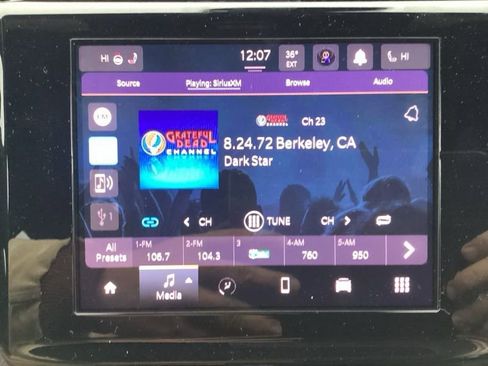 HI 12:07 36° EXT HI
Source Playing: SiriusXM Browse Audio
FM
GRATEFUL DEAD CHANNEL
Ch 23
8.24.72 Berkeley, CA
Dark Star
1
CH TUNE CH
All Presets
1-FM 2-FM 3 4-AM 5-AM
106.7 104.3 760 950
Media